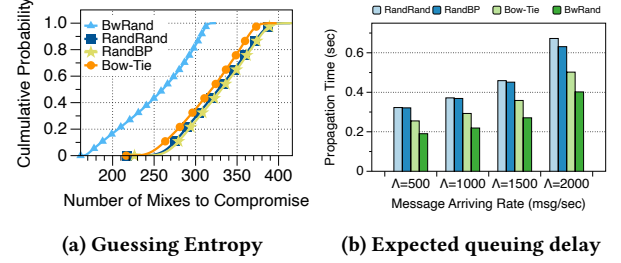 Culmulative Probability
1.0
0.8
0.6
0.4
0.2
0
BwRand
RandRand
RandBP
Bow-Tie
200 250 300 350 400
Number of Mixes to Compromise
(a) Guessing Entropy
RandRand RandBP Bow-Tie BwRand
Propagation Time (sec)
0.6
0.4
0.2
0
Λ=500 Λ=1000 Λ=1500 Λ=2000
Message Arriving Rate (msg/sec)
(b) Expected queuing delay